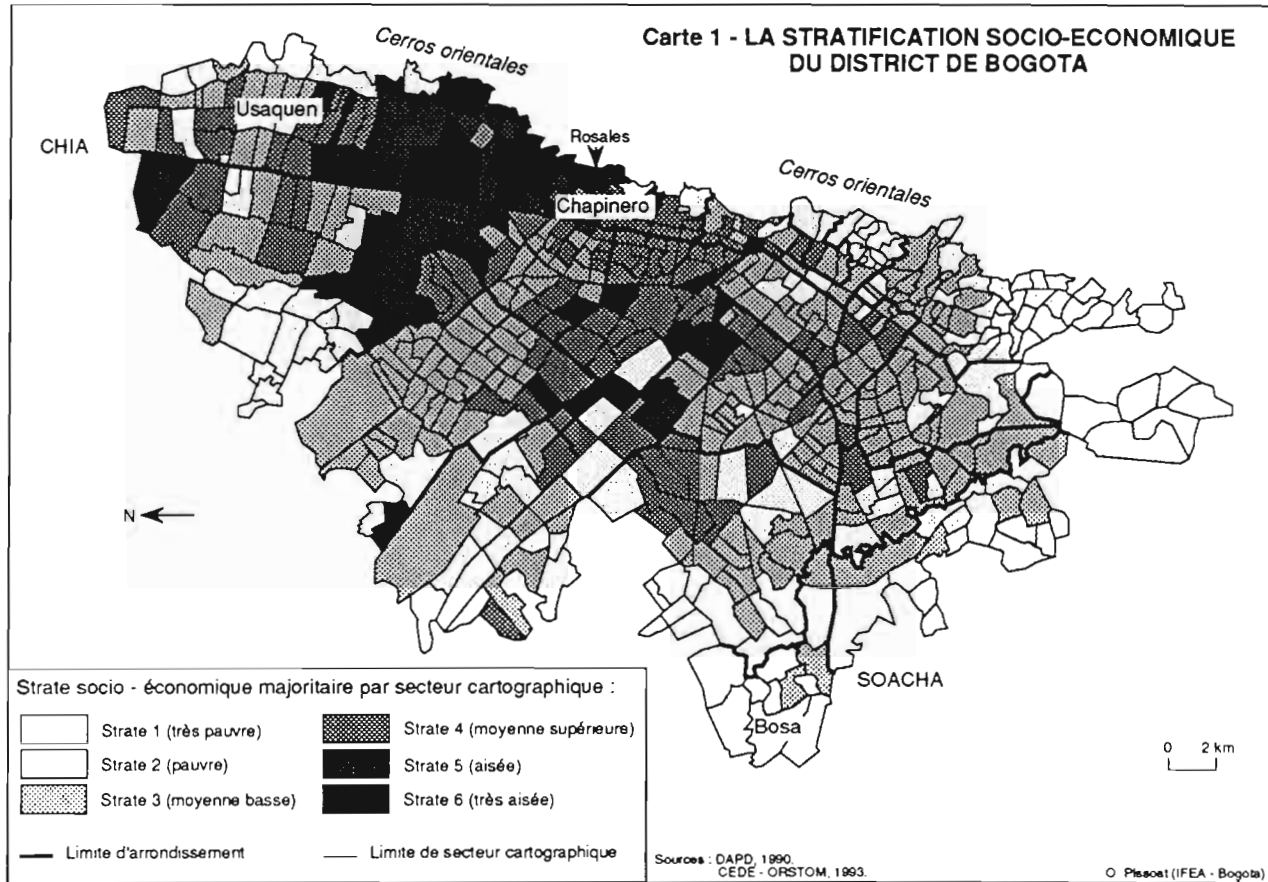 Carte 1 - LA STRATIFICATION SOCIO-ECONOMIQUE
DU DISTRICT DE BOGOTA
Cerros orientales
Usaquen
CHIA
Rosales
Cerros orientales
Chapinero
N
SOACHA
Bosa
0 2 km
Strate socio - économique majoritaire par secteur cartographique :
Strate 1 (très pauvre)
Strate 2 (pauvre)
Strate 3 (moyenne basse)
Strate 4 (moyenne supérieure)
Strate 5 (aisée)
Strate 6 (très aisée)
Limite d'arrondissement
Limite de secteur cartographique
Sources : DAPD, 1990.
CEDE - ORSTOM, 1993.
O Pissoat (IFEA - Bogota)